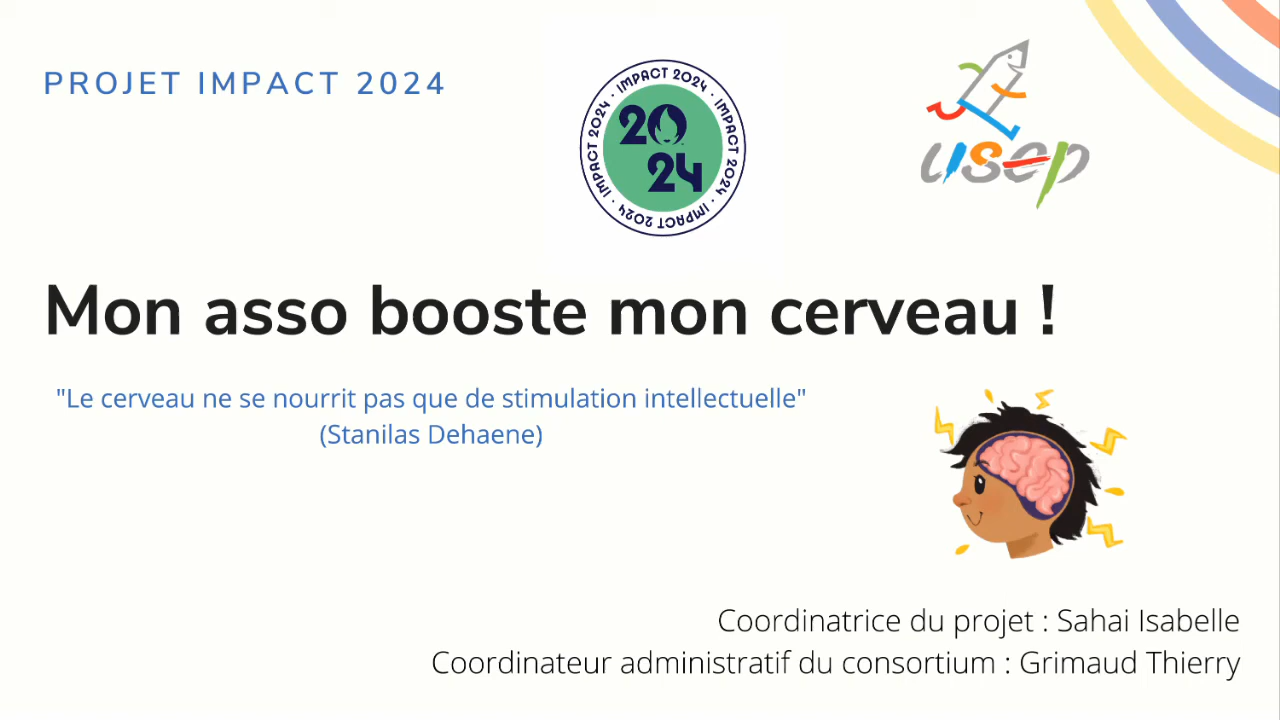 PROJET IMPACT 2024
IMPACT 2024 · IMPACT 2024 · IMPACT 2024 · IMPACT 2024 ·
20
24
usep
Mon asso booste mon cerveau !
"Le cerveau ne se nourrit pas que de stimulation intellectuelle"
(Stanilas Dehaene)
Coordinatrice du projet : Sahai Isabelle
Coordinateur administratif du consortium : Grimaud Thierry